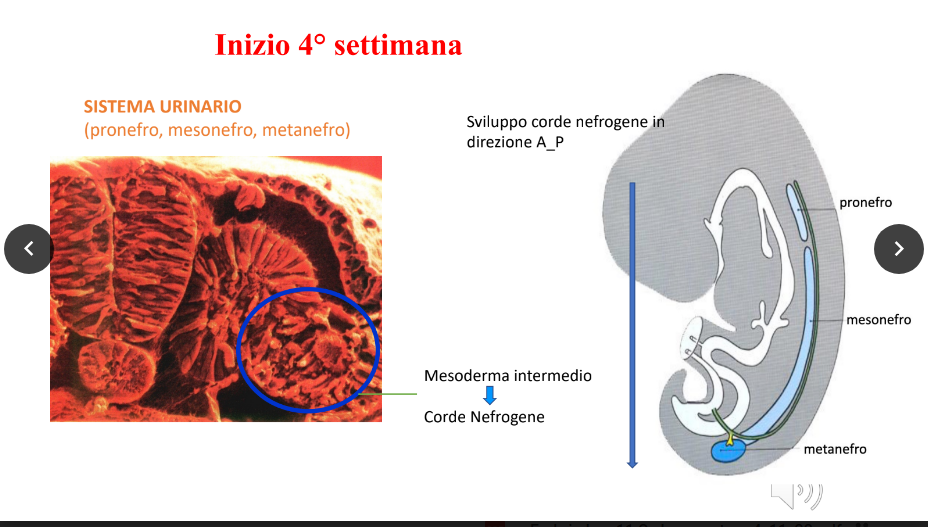 Inizio 4° settimana
SISTEMA URINARIO
(pronefro, mesonefro, metanefro)
Sviluppo corde nefrogene in
direzione A_P
pronefro
mesonefro
Mesoderma intermedio
Corde Nefrogene
metanefro